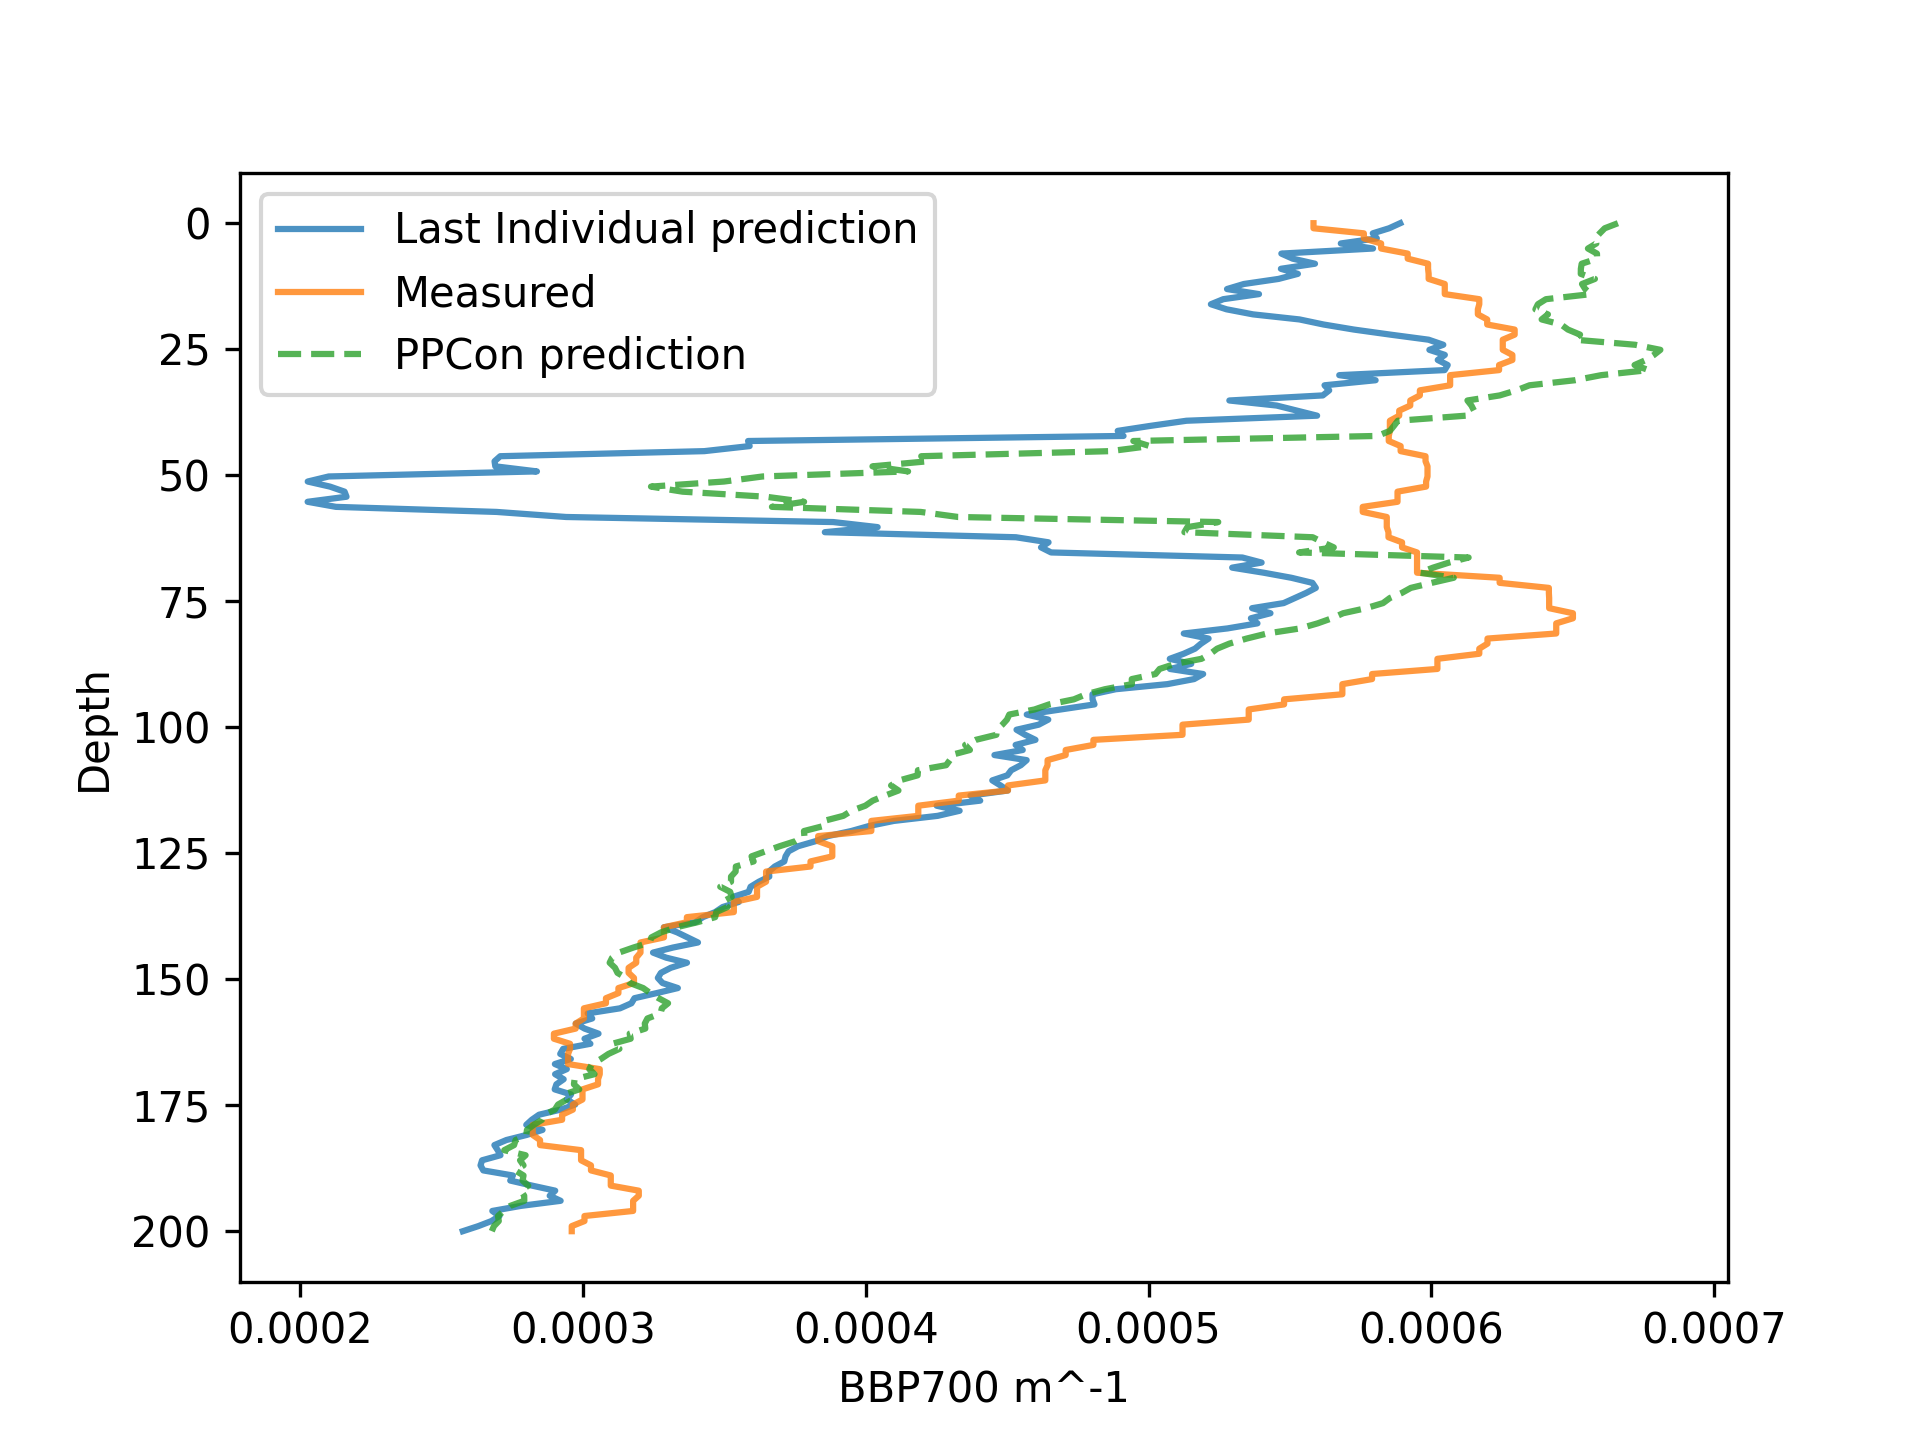 Last Individual prediction
Measured
PPCon prediction
0
25
50
75
100
125
150
175
200
Depth
0.0002 0.0003 0.0004 0.0005 0.0006 0.0007
BBP700 m^-1